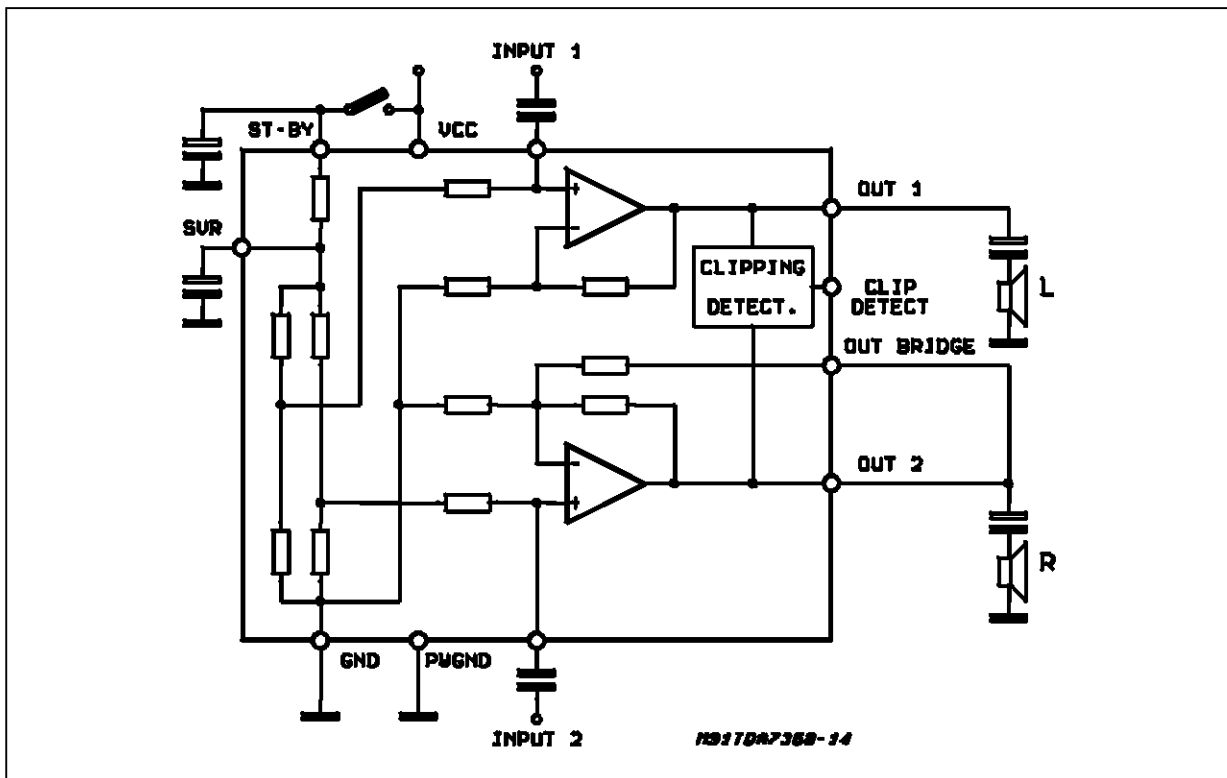 INPUT 1
ST-BY
VCC
OUT 1
SVR
+
-
CLIPPING
DETECT.
CLIP
DETECT
L
OUT BRIDGE
-
+
OUT 2
R
GND
PWGND
INPUT 2
M91TDA7360-14